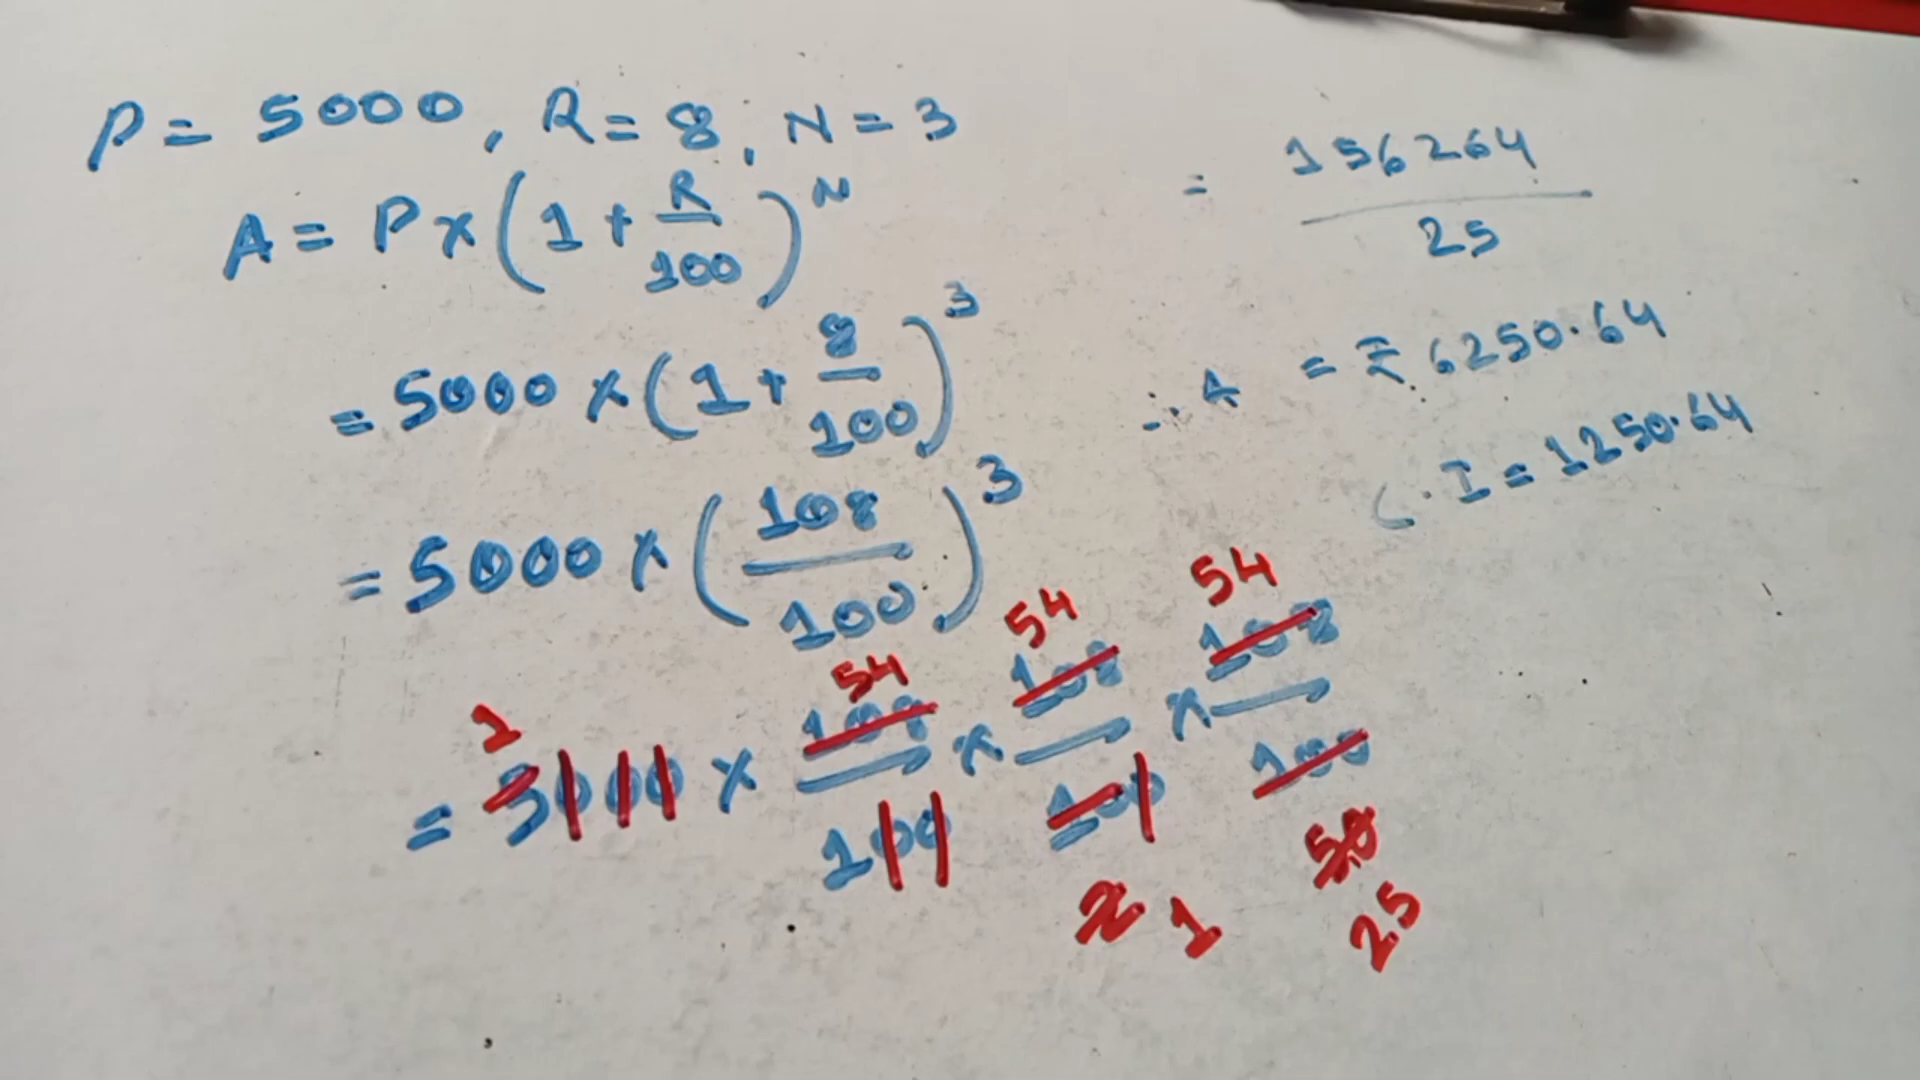 P = 5000, R = 8, N = 3
A = P × (1 + R/100)^N
= 5000 × (1 + 8/100)^3
= 5000 × (108/100)^3
1 54 54 54
= 5000 × 108/100 × 108/100 × 108/100
2 1 50
25
= 156264/25
∴ A = ₹ 6250.64
C.I = 1250.64